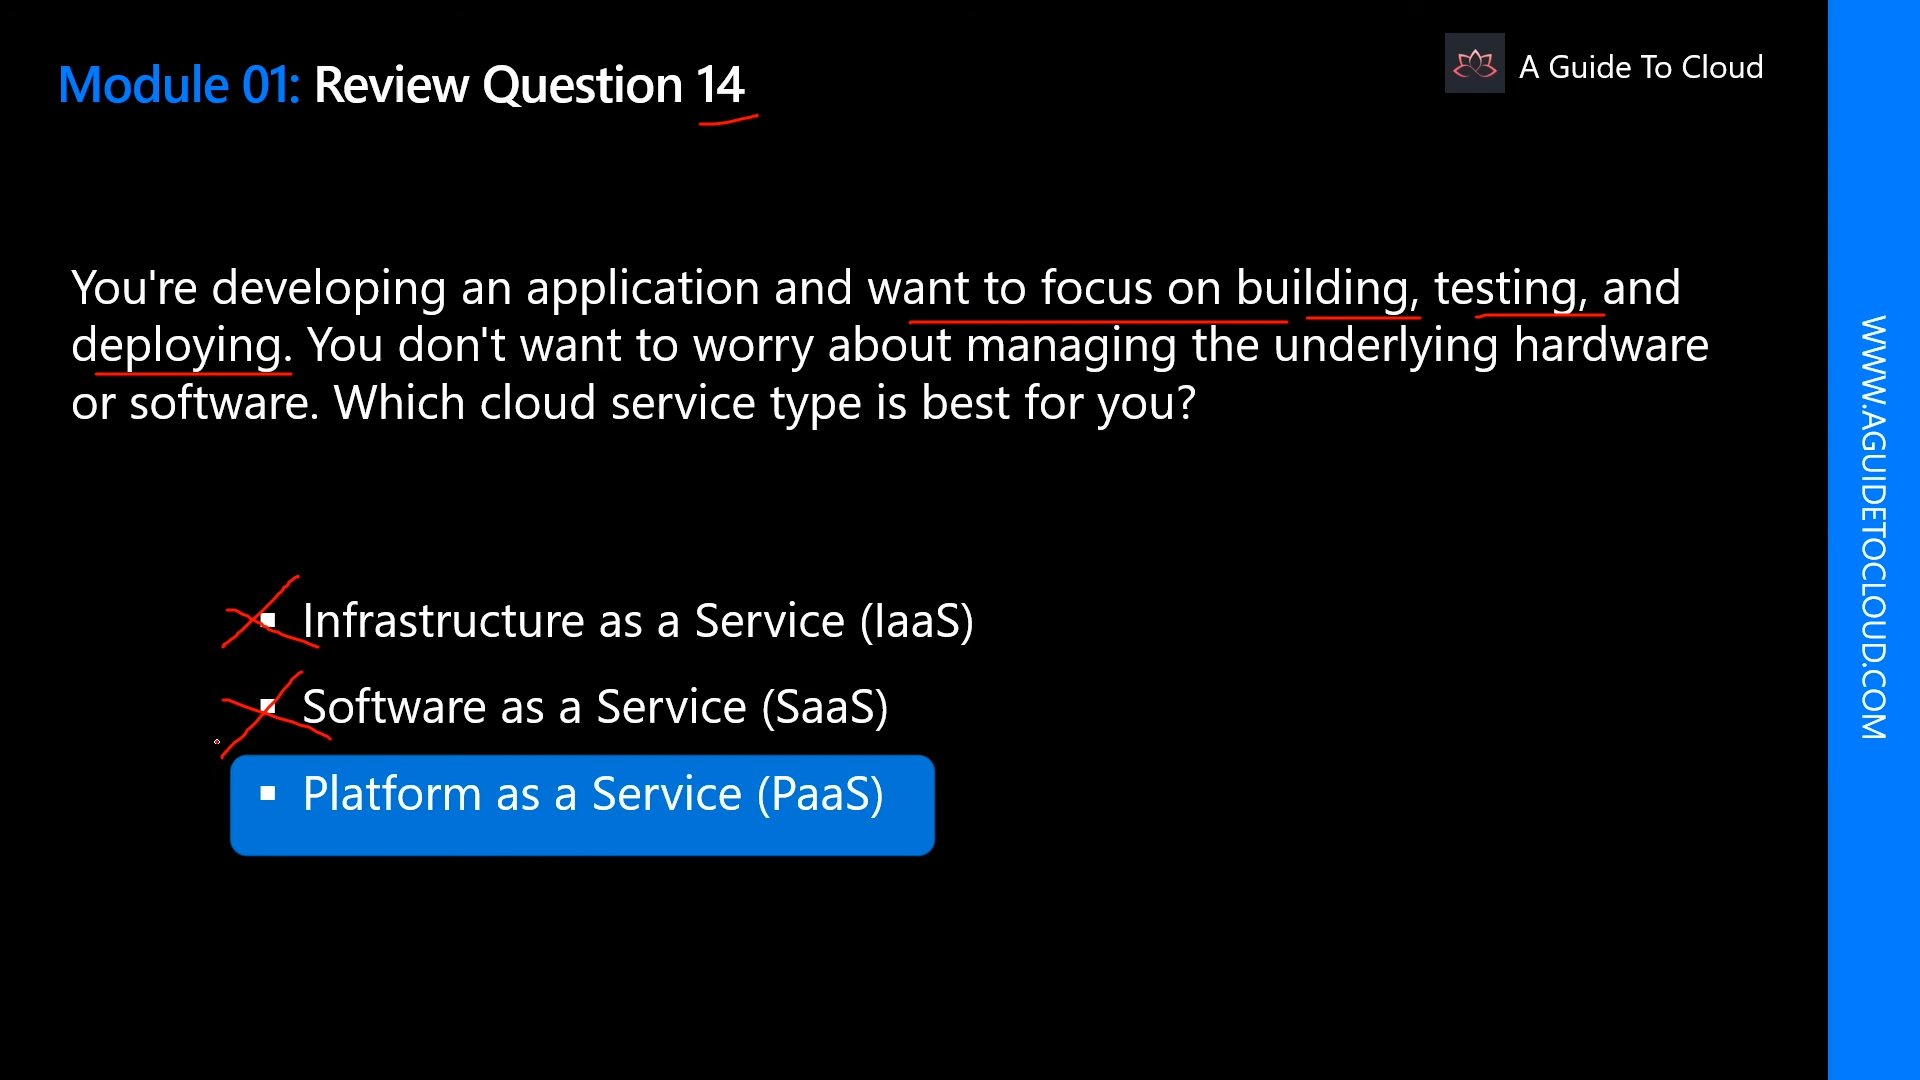 Module 01: Review Question 14
A Guide To Cloud
You're developing an application and want to focus on building, testing, and
deploying. You don't want to worry about managing the underlying hardware
or software. Which cloud service type is best for you?
▪ Infrastructure as a Service (IaaS)
▪ Software as a Service (SaaS)
▪ Platform as a Service (PaaS)
WWW.AGUIDETOCLOUD.COM